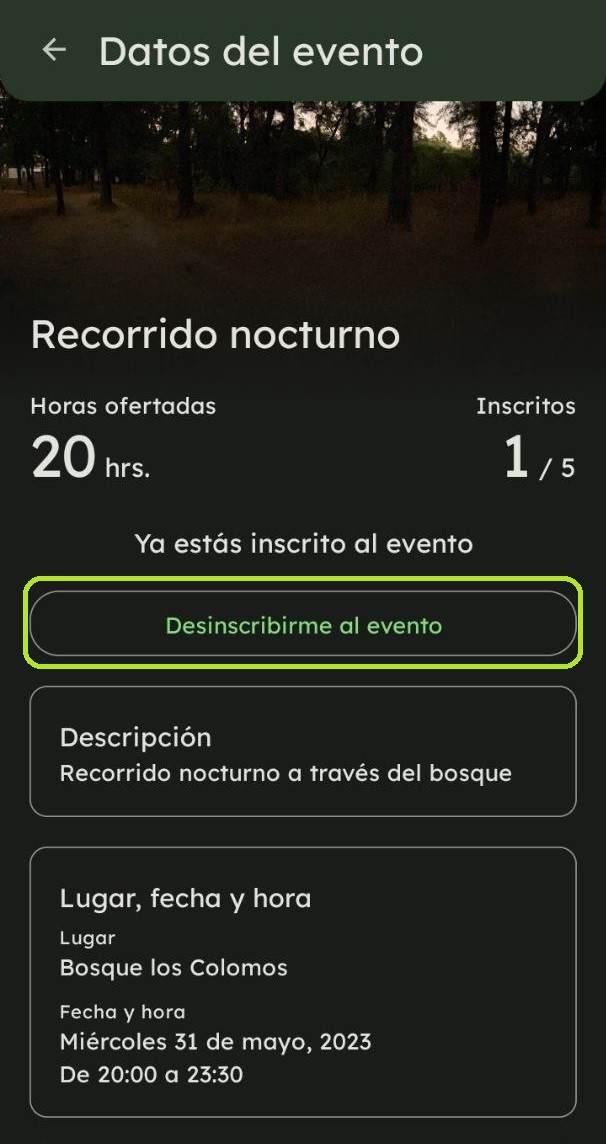 Datos del evento
Recorrido nocturno
Horas ofertadas
Inscritos
20 hrs.
1 / 5
Ya estás inscrito al evento
Desinscribirme al evento
Descripción
Recorrido nocturno a través del bosque
Lugar, fecha y hora
Lugar
Bosque los Colomos
Fecha y hora
Miércoles 31 de mayo, 2023
De 20:00 a 23:30